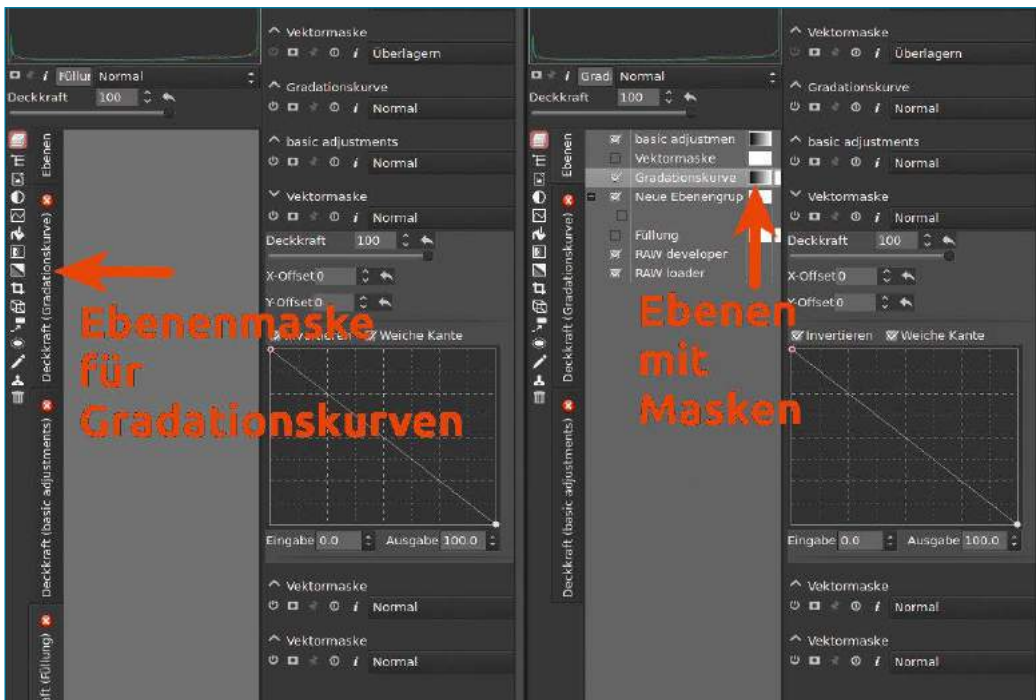 Vektormaske
Überlagern
Füllur Normal
Deckkraft 100
Gradationskurve
Normal
basic adjustments
Normal
Vektormaske
Normal
Deckkraft 100
X-Offset 0
Y-Offset 0
Invertieren Weiche Kante
Eingabe 0.0 Ausgabe 100.0
Vektormaske
Normal
Vektormaske
Normal
Ebenen
Deckkraft (Gradationskurve)
Deckkraft (basic adjustments)
ft (Füllung)
Ebenenmaske
für
Gradationskurven
Vektormaske
Überlagern
Grad Normal
Deckkraft 100
Gradationskurve
Normal
basic adjustments
Normal
Vektormaske
Normal
Deckkraft 100
X-Offset 0
Y-Offset 0
Invertieren Weiche Kante
Eingabe 0.0 Ausgabe 100.0
Vektormaske
Normal
Vektormaske
Normal
Ebenen
Deckkraft (Gradationskurve)
Deckkraft (basic adjustments)
basic adjustmen
Vektormaske
Gradationskurve
Neue Ebenengrup
Füllung
RAW developer
RAW loader
Ebenen
mit
Masken